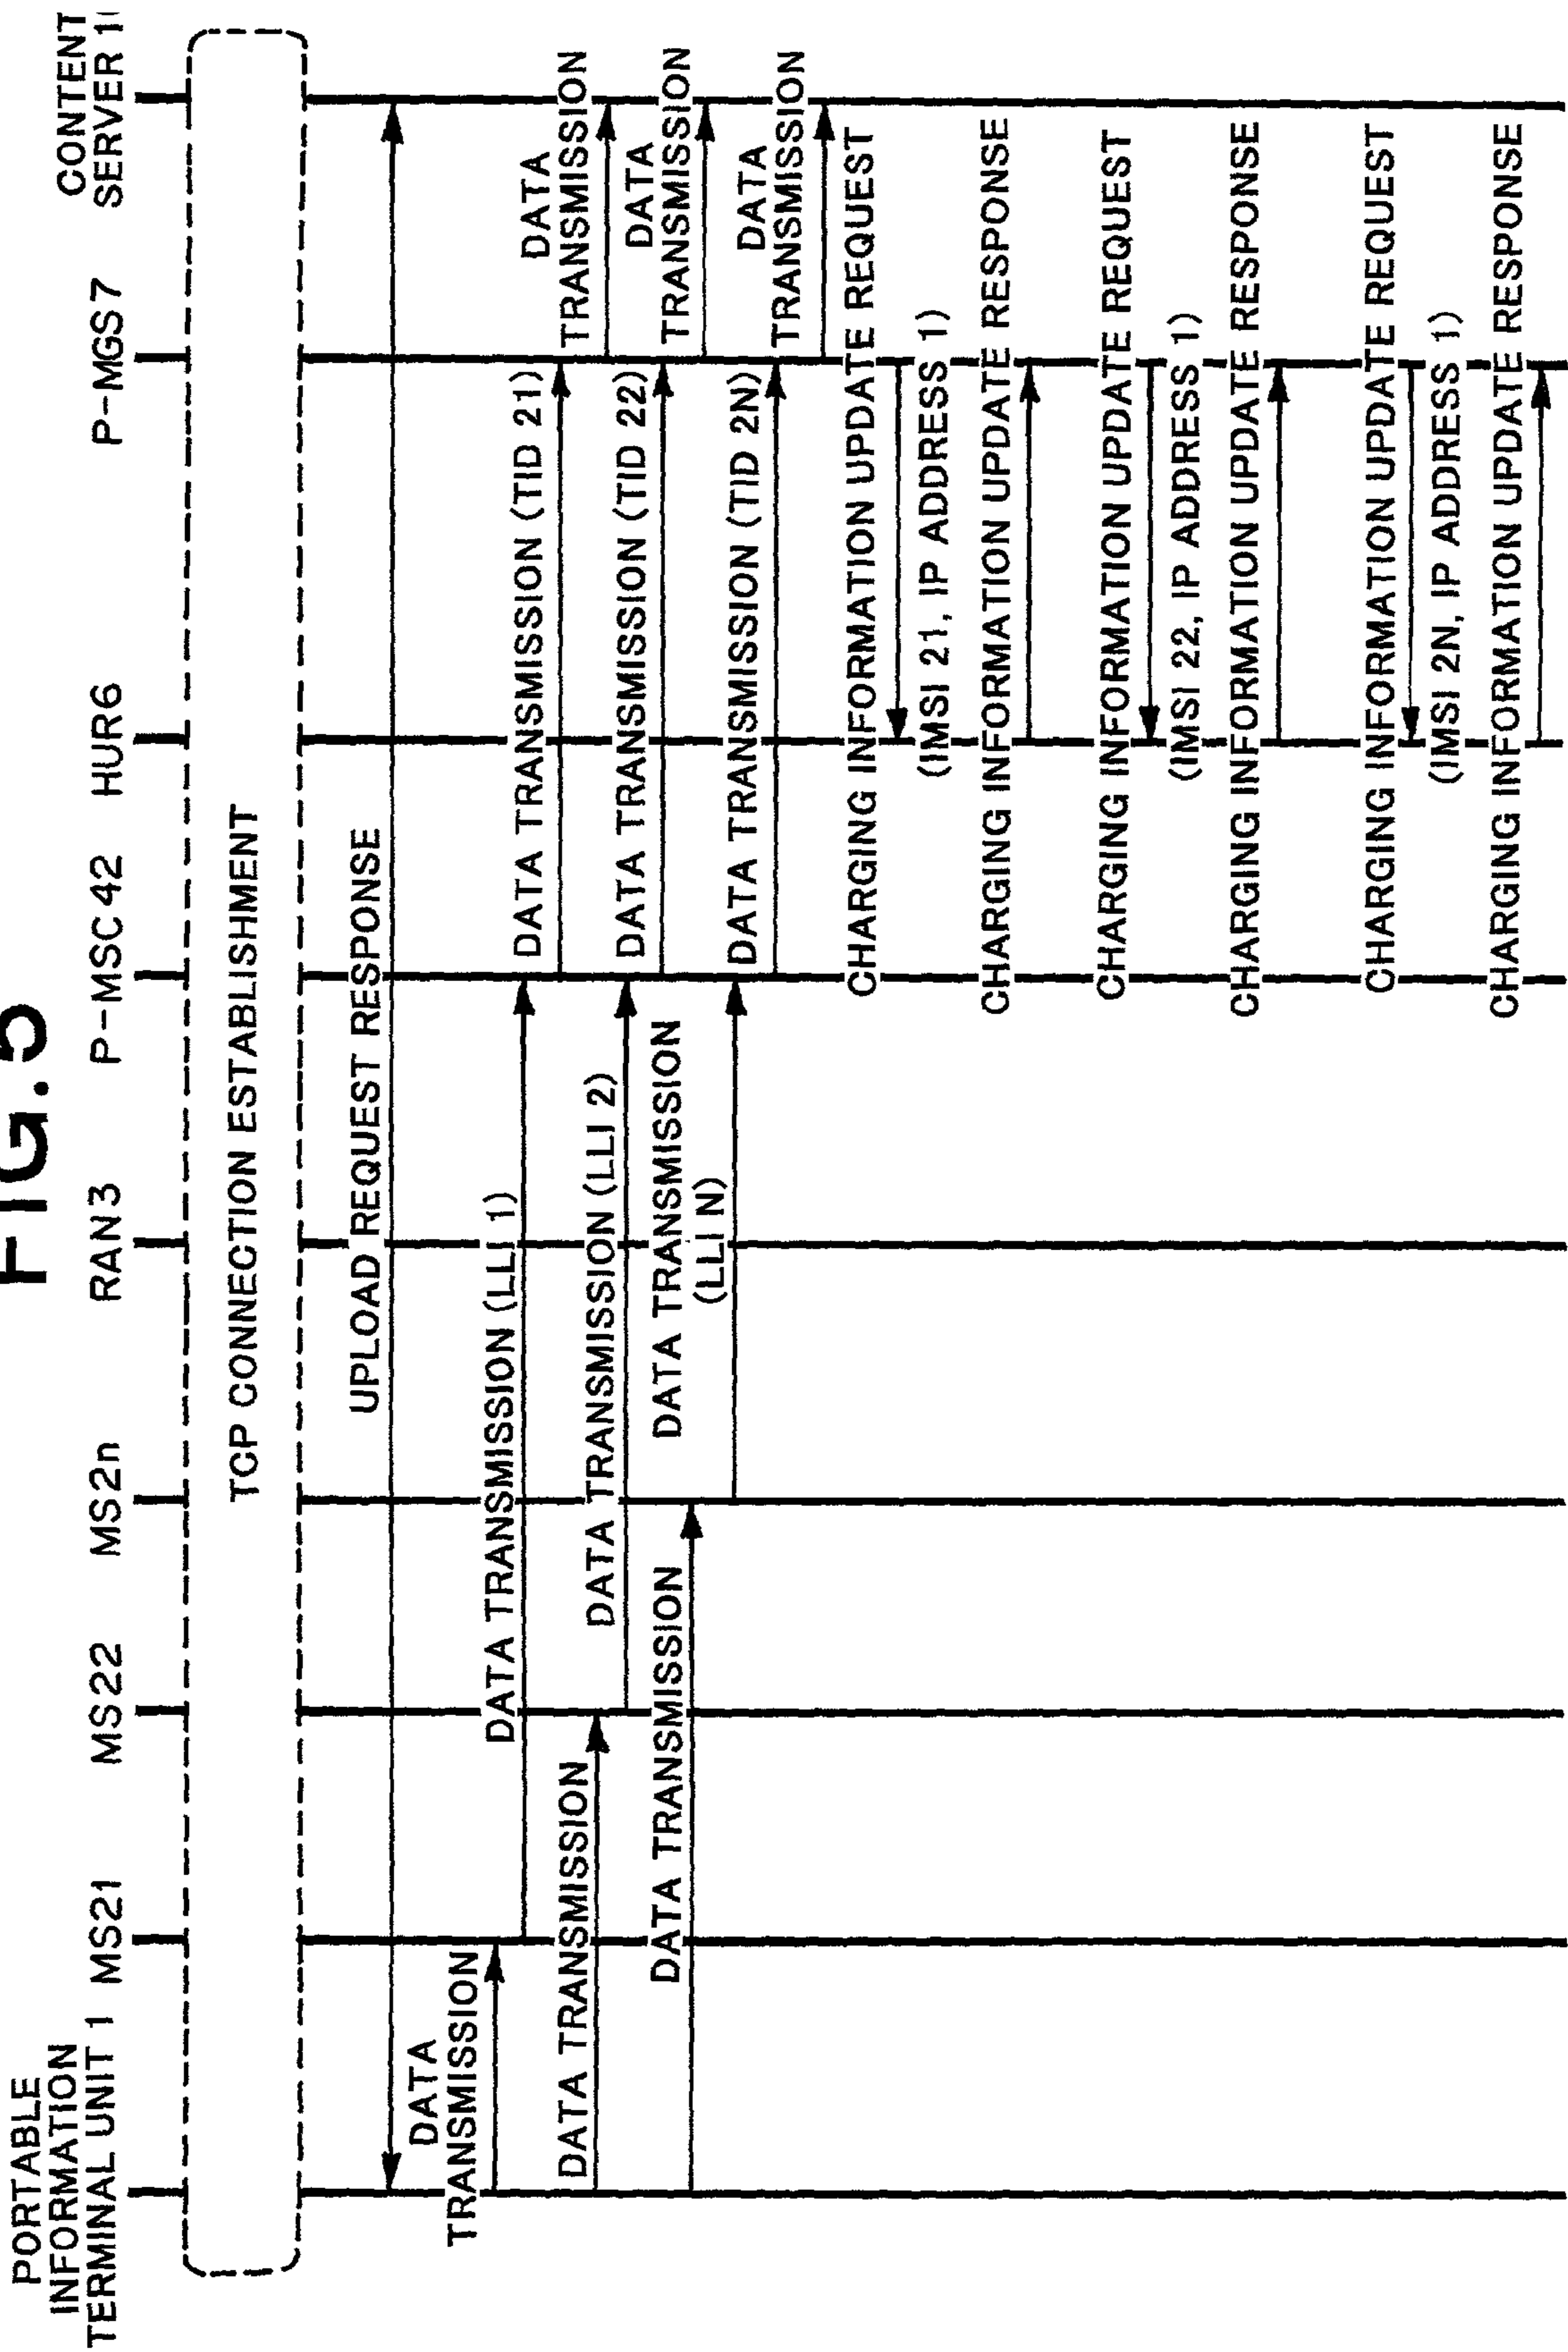 FIG.5
PORTABLE
INFORMATION
TERMINAL UNIT 1
MS21
MS22
MS2n
RAN3
P-MSC42
HUR6
P-MGS7
CONTENT
SERVER
TCP CONNECTION ESTABLISHMENT
UPLOAD REQUEST RESPONSE
DATA
TRANSMISSION
DATA TRANSMISSION (LLI 1)
DATA TRANSMISSION (TID 21)
DATA
TRANSMISSION
DATA TRANSMISSION
DATA TRANSMISSION (LLI 2)
DATA TRANSMISSION (TID 22)
DATA
TRANSMISSION
DATA TRANSMISSION
DATA TRANSMISSION
(LLI N)
DATA TRANSMISSION (TID 2N)
DATA
TRANSMISSION
CHARGING INFORMATION UPDATE REQUEST
(IMSI 21, IP ADDRESS 1)
CHARGING INFORMATION UPDATE RESPONSE
CHARGING INFORMATION UPDATE REQUEST
(IMSI 22, IP ADDRESS 1)
CHARGING INFORMATION UPDATE RESPONSE
CHARGING INFORMATION UPDATE REQUEST
(IMSI 2N, IP ADDRESS 1)
CHARGING INFORMATION UPDATE RESPONSE